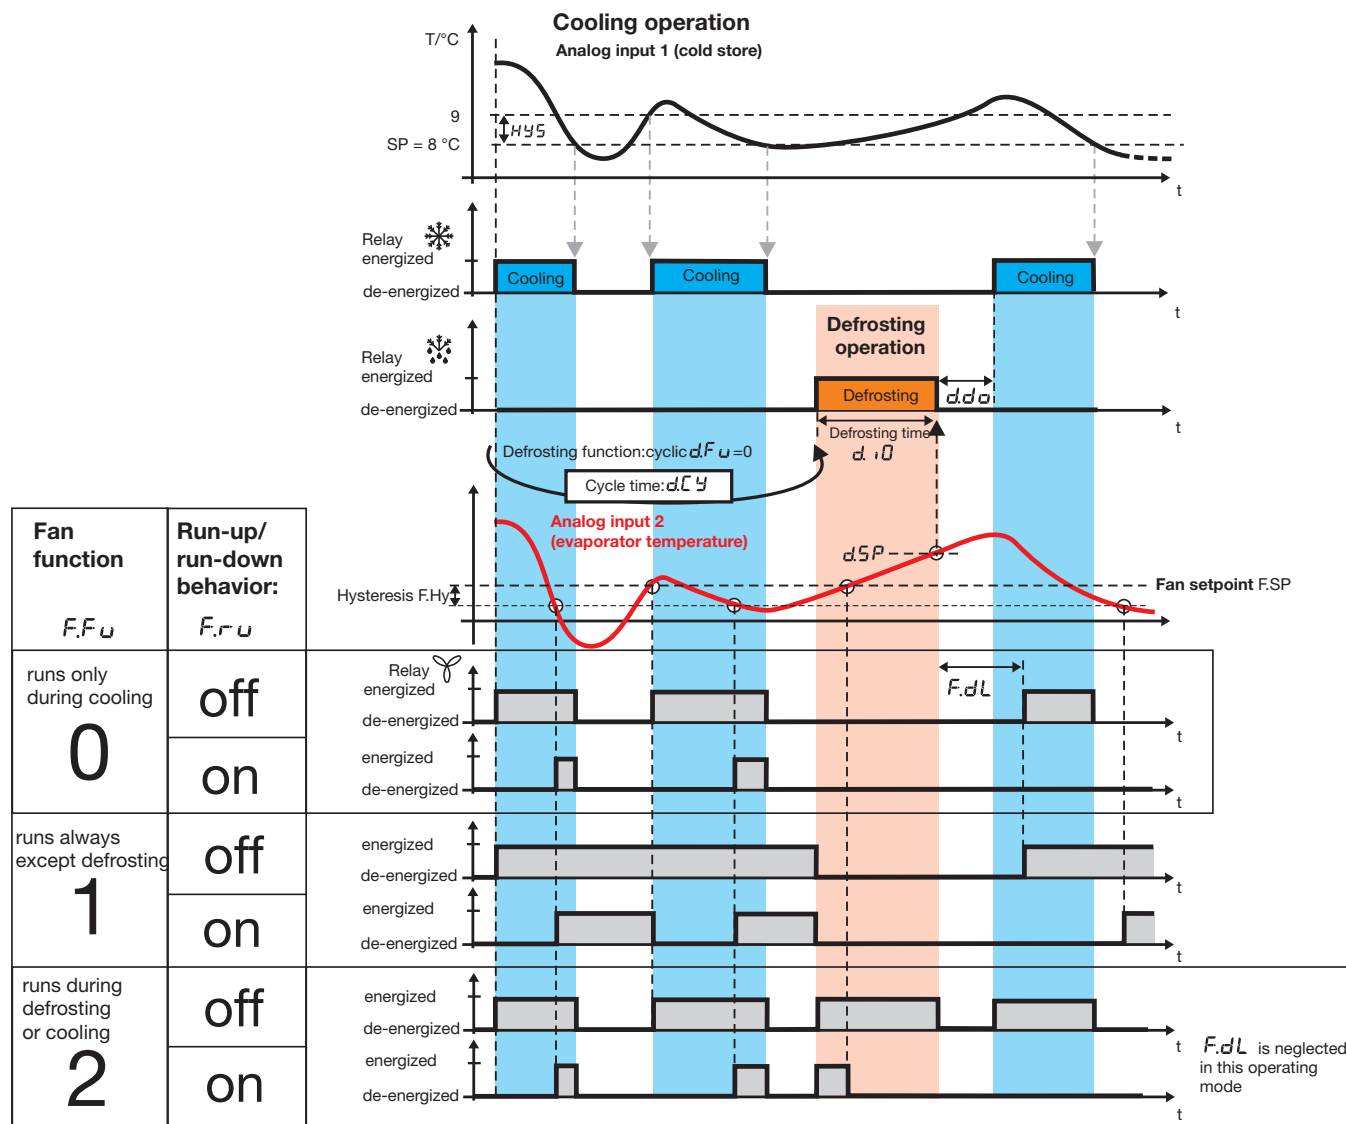 Cooling operation
T/°C
Analog input 1 (cold store)
9
HYS
SP = 8 °C
t
Relay
energized
Cooling
Cooling
Cooling
de-energized
t
Defrosting
operation
Relay
energized
Defrosting
d.do
de-energized
t
Defrosting time
Defrosting function:cyclic d.Fu=0
d.i0
Cycle time:d.CY
Analog input 2
(evaporator temperature)
d.SP
Fan setpoint F.SP
Hysteresis F.Hy
Fan
function
F.Fu
Run-up/
run-down
behavior:
F.ru
runs only
during cooling
0
off
Relay
energized
F.dL
de-energized
t
on
energized
de-energized
t
runs always
except defrosting
1
off
energized
de-energized
t
on
energized
de-energized
t
runs during
defrosting
or cooling
2
off
energized
de-energized
t
on
energized
de-energized
t
F.dL is neglected
in this operating
mode